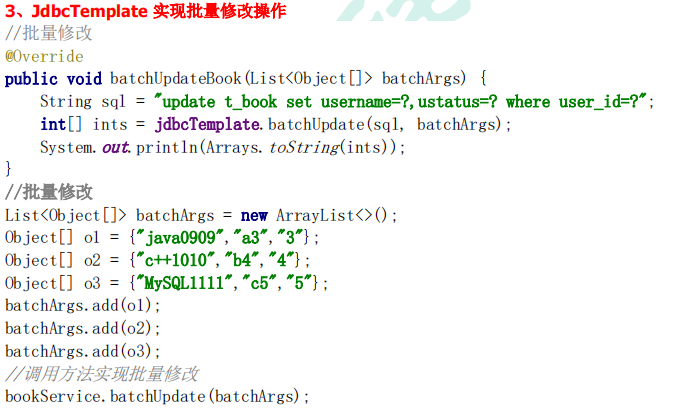 3、JdbcTemplate 实现批量修改操作
//批量修改
@Override
public void batchUpdateBook(List<Object[]> batchArgs) {
    String sql = "update t_book set username=?,ustatus=? where user_id=?";
    int[] ints = jdbcTemplate.batchUpdate(sql, batchArgs);
    System.out.println(Arrays.toString(ints));
}
//批量修改
List<Object[]> batchArgs = new ArrayList<>();
Object[] o1 = {"java0909","a3","3"};
Object[] o2 = {"c++1010","b4","4"};
Object[] o3 = {"MySQL1111","c5","5"};
batchArgs.add(o1);
batchArgs.add(o2);
batchArgs.add(o3);
//调用方法实现批量修改
bookService.batchUpdate(batchArgs);